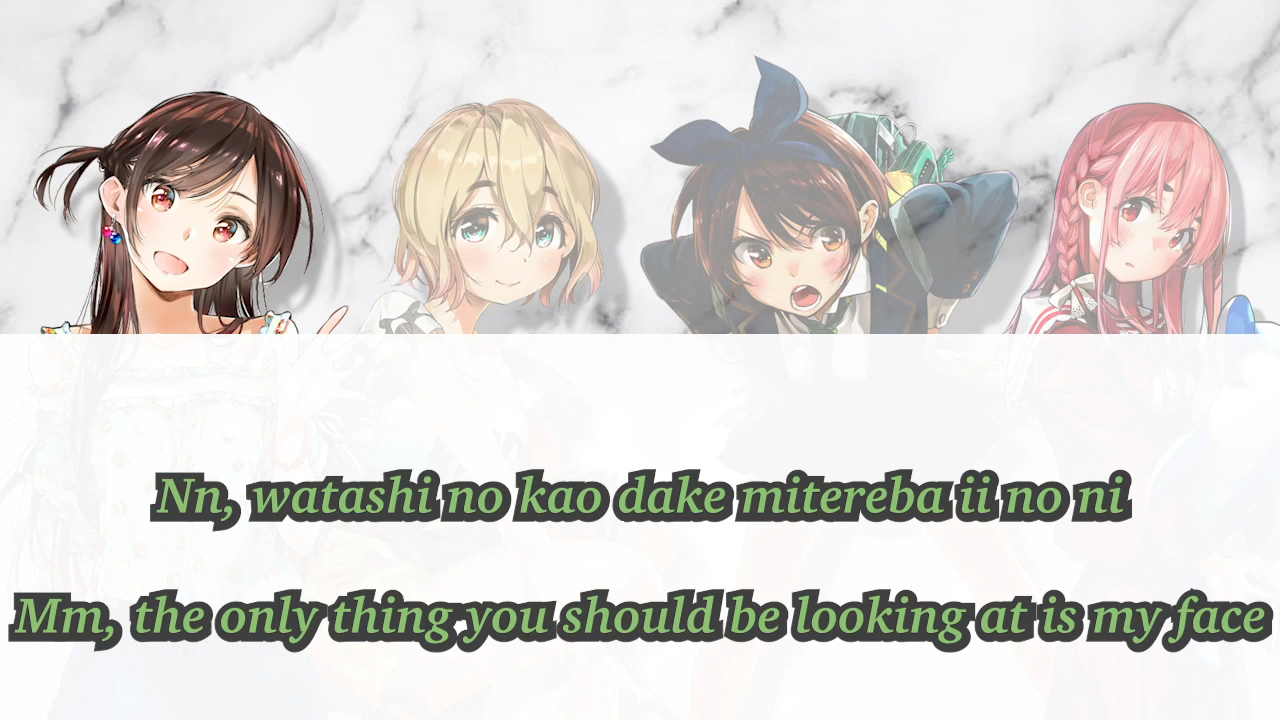 Nn, watashi no kao dake mitereba ii no ni
Mm, the only thing you should be looking at is my face